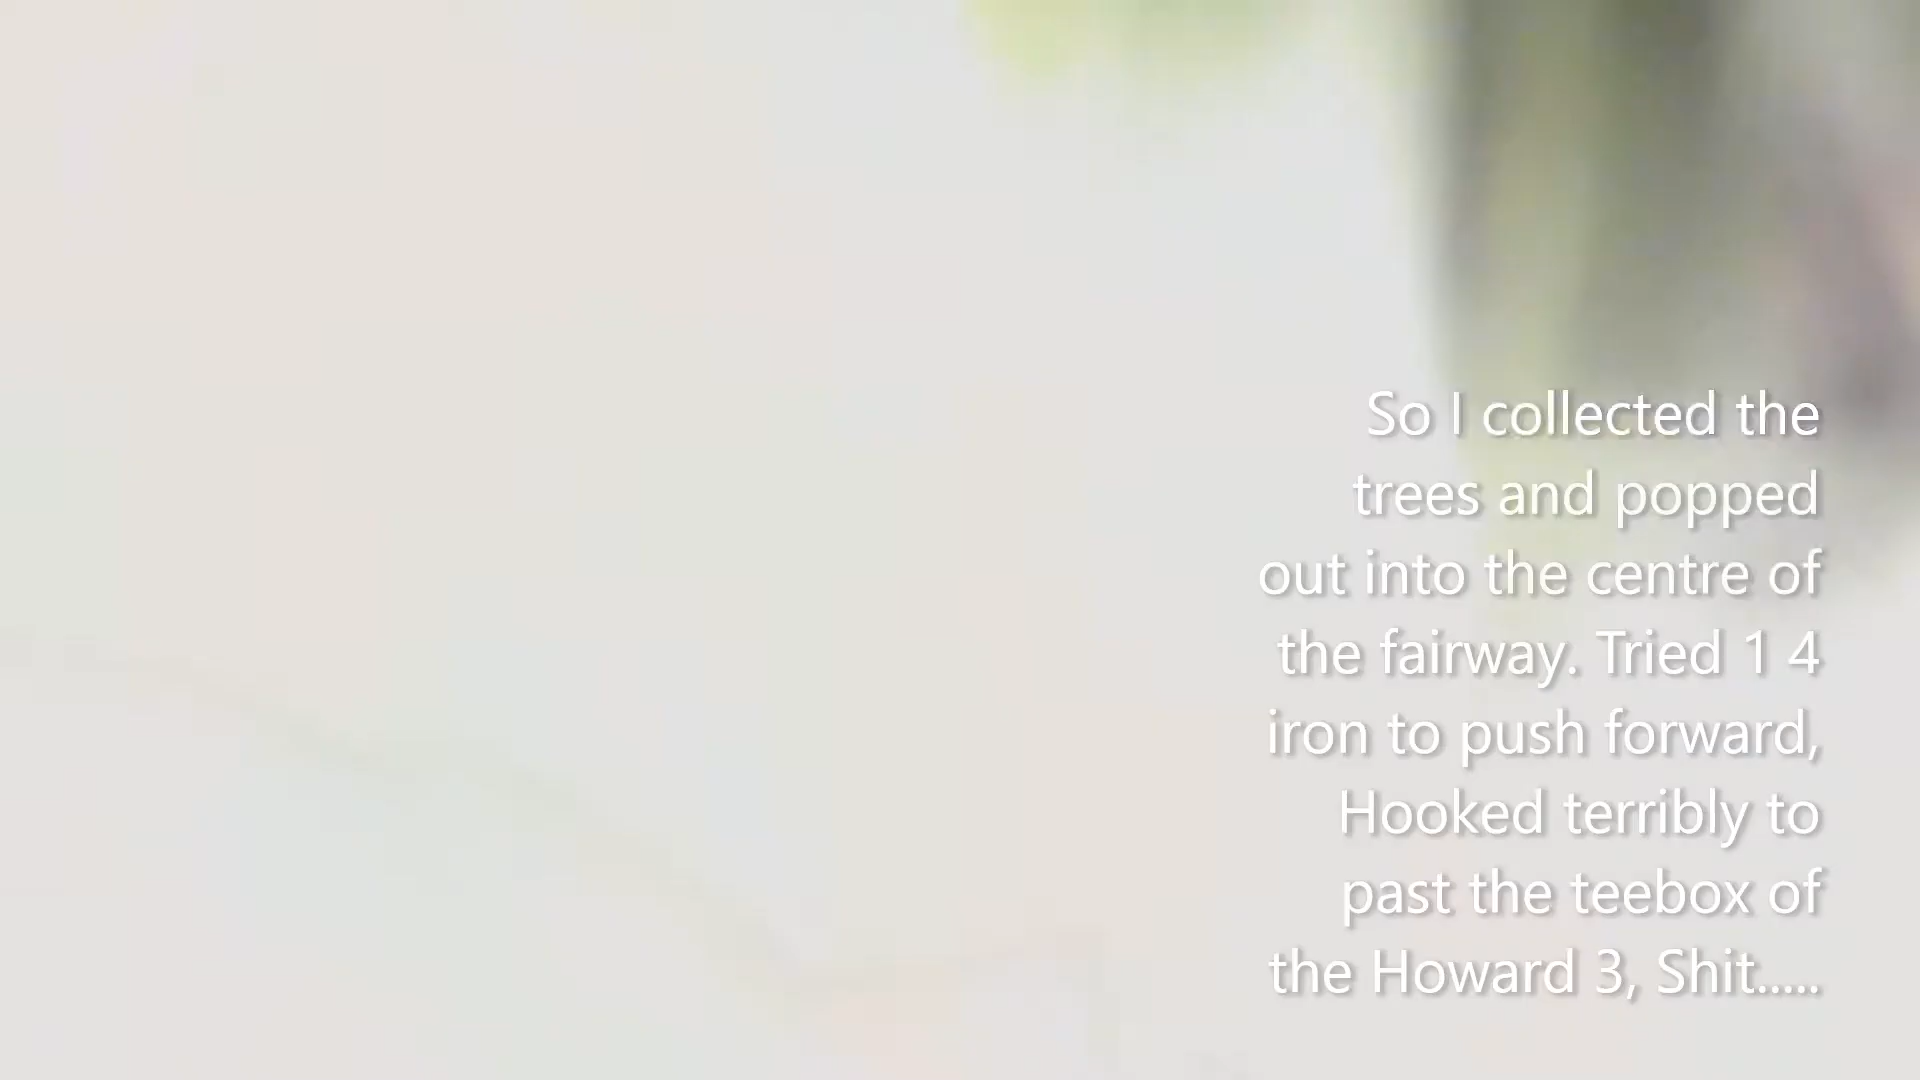 So I collected the
trees and popped
out into the centre of
the fairway. Tried 1 4
iron to push forward,
Hooked terribly to
past the teebox of
the Howard 3, Shit.....